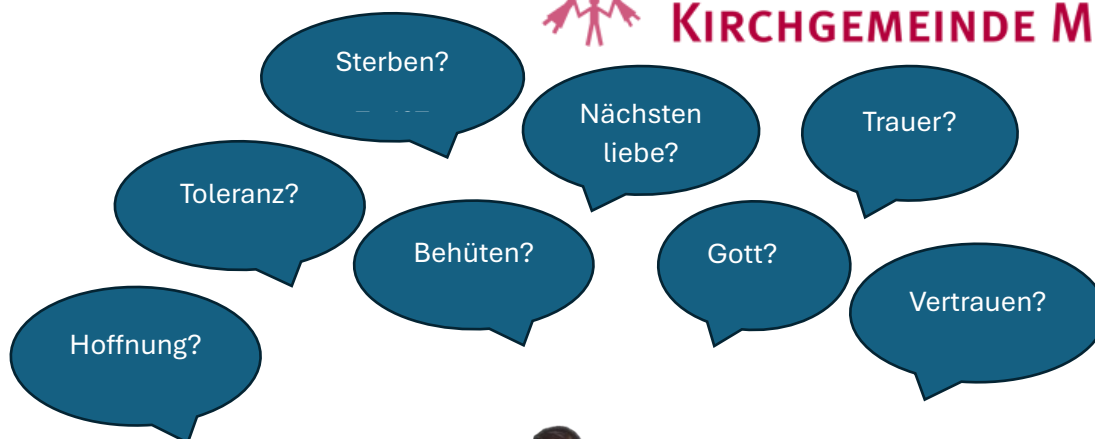 KIRCHGEMEINDE M
Sterben?
Nächsten
liebe?
Trauer?
Toleranz?
Behüten?
Gott?
Vertrauen?
Hoffnung?